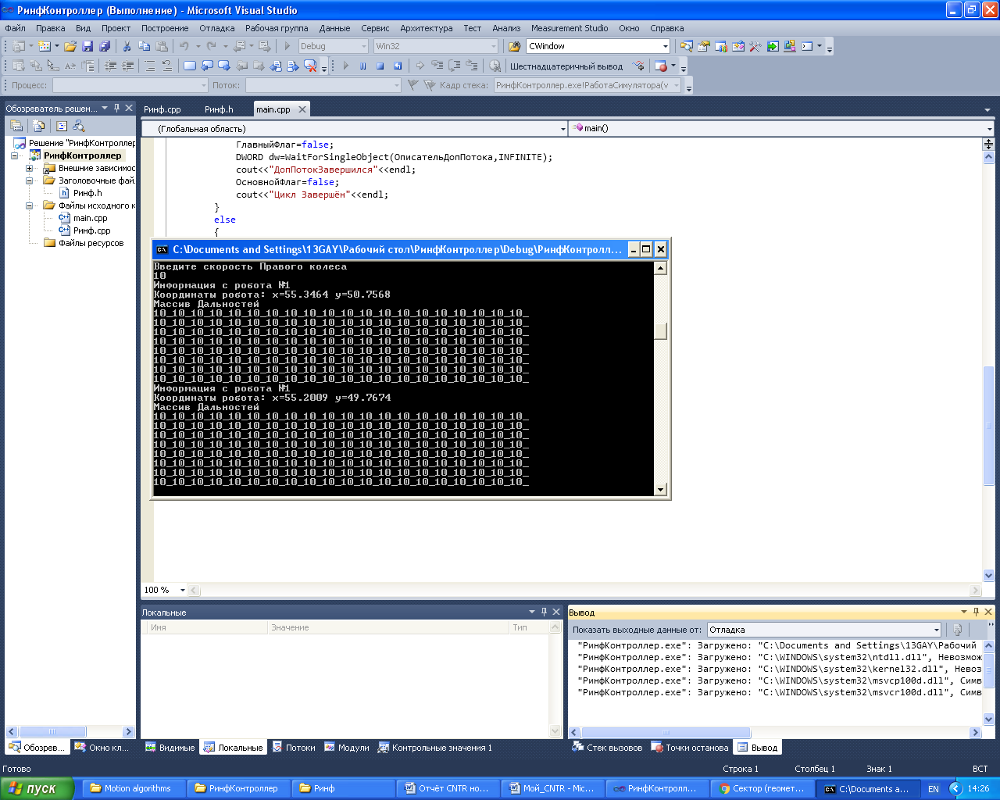 РинфКонтроллер (Выполнение) - Microsoft Visual Studio
Файл Правка Вид Проект Построение Отладка Рабочая группа Данные Сервис Архитектура Тест Анализ Measurement Studio Окно Справка
Debug Win32 CWindow
Шестнадцатеричный вывод
Процесс: Поток: Кадр стека: РинфКонтроллер.exe!РаботаСимулятора(v
Обозреватель решен...
Ринф.cpp Ринф.h main.cpp
(Глобальная область) main()
Решение "РинфКонтроллер
РинфКонтроллер
Внешние зависимос
Заголовочные фай
Ринф.h
Файлы исходного к
main.cpp
Ринф.cpp
Файлы ресурсов
ГлавныйФлаг=false;
DWORD dw=WaitForSingleObject(ОписательДопПотока,INFINITE);
cout<<"ДопПотокЗавершился"<<endl;
ОсновнойФлаг=false;
cout<<"Цикл Завершён"<<endl;
}
else
{
C:\Documents and Settings\13GAY\Рабочий стол\РинфКонтроллер\Debug\РинфКонтролл...
Введите скорость Правого колеса
10
Информация с робота №1
Координаты робота: x=55.3464 y=50.7568
Массив Дальностей
10_10_10_10_10_10_10_10_10_10_10_10_10_10_10_10_10_10_10_10_
10_10_10_10_10_10_10_10_10_10_10_10_10_10_10_10_10_10_10_10_
10_10_10_10_10_10_10_10_10_10_10_10_10_10_10_10_10_10_10_10_
10_10_10_10_10_10_10_10_10_10_10_10_10_10_10_10_10_10_10_10_
10_10_10_10_10_10_10_10_10_10_10_10_10_10_10_10_10_10_10_10_
10_10_10_10_10_10_10_10_10_10_10_10_10_10_10_10_10_10_10_10_
10_10_10_10_10_10_10_10_10_10_10_10_10_10_10_10_10_10_10_10_
10_10_10_10_10_10_10_10_10_10_10_10_10_10_10_10_10_10_10_10_
Информация с робота №1
Координаты робота: x=55.2009 y=49.7674
Массив Дальностей
10_10_10_10_10_10_10_10_10_10_10_10_10_10_10_10_10_10_10_10_
10_10_10_10_10_10_10_10_10_10_10_10_10_10_10_10_10_10_10_10_
10_10_10_10_10_10_10_10_10_10_10_10_10_10_10_10_10_10_10_10_
10_10_10_10_10_10_10_10_10_10_10_10_10_10_10_10_10_10_10_10_
10_10_10_10_10_10_10_10_10_10_10_10_10_10_10_10_10_10_10_10_
10_10_10_10_10_10_10_10_10_10_10_10_10_10_10_10_10_10_10_10_
10_10_10_10_10_10_10_10_10_10_10_10_10_10_10_10_10_10_10_10_
10_10_10_10_10_10_10_10_10_10_10_10_10_10_10_10_10_10_10_10_
100 %
Локальные
Имя Значение Тип
Вывод
Показать выходные данные от: Отладка
"РинфКонтроллер.exe": Загружено: "C:\Documents and Settings\13GAY\Рабочий
"РинфКонтроллер.exe": Загружено: "C:\WINDOWS\system32\ntdll.dll", Невозмож
"РинфКонтроллер.exe": Загружено: "C:\WINDOWS\system32\kernel32.dll", Невоз
"РинфКонтроллер.exe": Загружено: "C:\WINDOWS\system32\msvcp100d.dll", Симв
"РинфКонтроллер.exe": Загружено: "C:\WINDOWS\system32\msvcr100d.dll", Симв
Обозрев... Окно кл... Видимые Локальные Потоки Модули Контрольные значения 1 Стек вызовов Точки останова Вывод
Готово Строка 1 Столбец 1 Знак 1 ВСТ
пуск Motion algorithms РинфКонтроллер Ринф Отчёт CNTR но... Мой_CNTR - Mic... РинфКонтролл... Сектор (геомет... C:\Documents a... EN 14:26